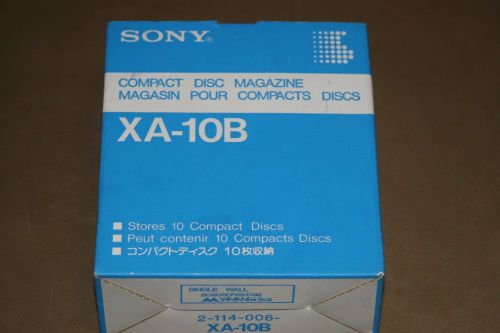 SONY®
COMPACT DISC MAGAZINE
MAGASIN POUR COMPACTS DISCS
XA-10B
■ Stores 10 Compact Discs
■ Peut contenir 10 Compacts Discs
■ コンパクトディスク 10枚収納
SINGLE WALL
2-114-006-
XA-10B